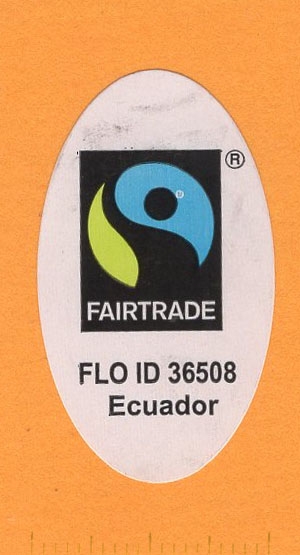 ®
FAIRTRADE
FLO ID 36508
Ecuador